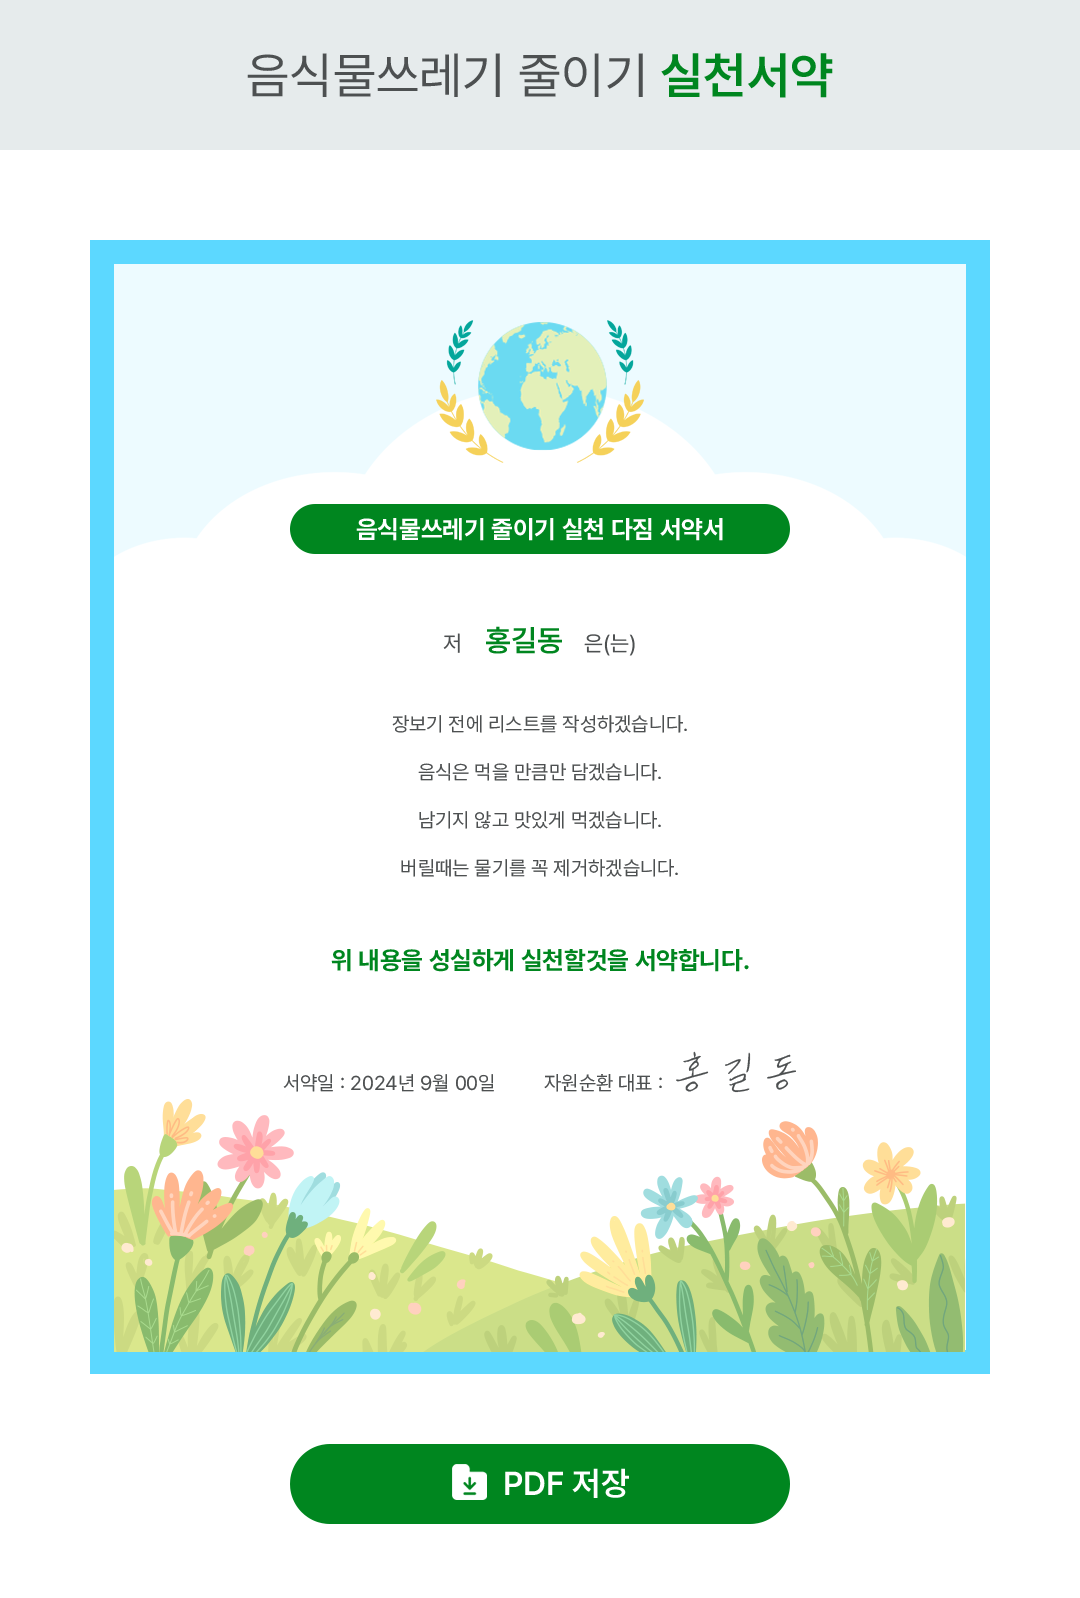 음식물쓰레기 줄이기 실천서약
음식물쓰레기 줄이기 실천 다짐 서약서
저 홍길동 은(는)
장보기 전에 리스트를 작성하겠습니다.
음식은 먹을 만큼만 담겠습니다.
남기지 않고 맛있게 먹겠습니다.
버릴때는 물기를 꼭 제거하겠습니다.
위 내용을 성실하게 실천할것을 서약합니다.
서약일 : 2024년 9월 00일 자원순환 대표 : 홍 길 동
PDF 저장